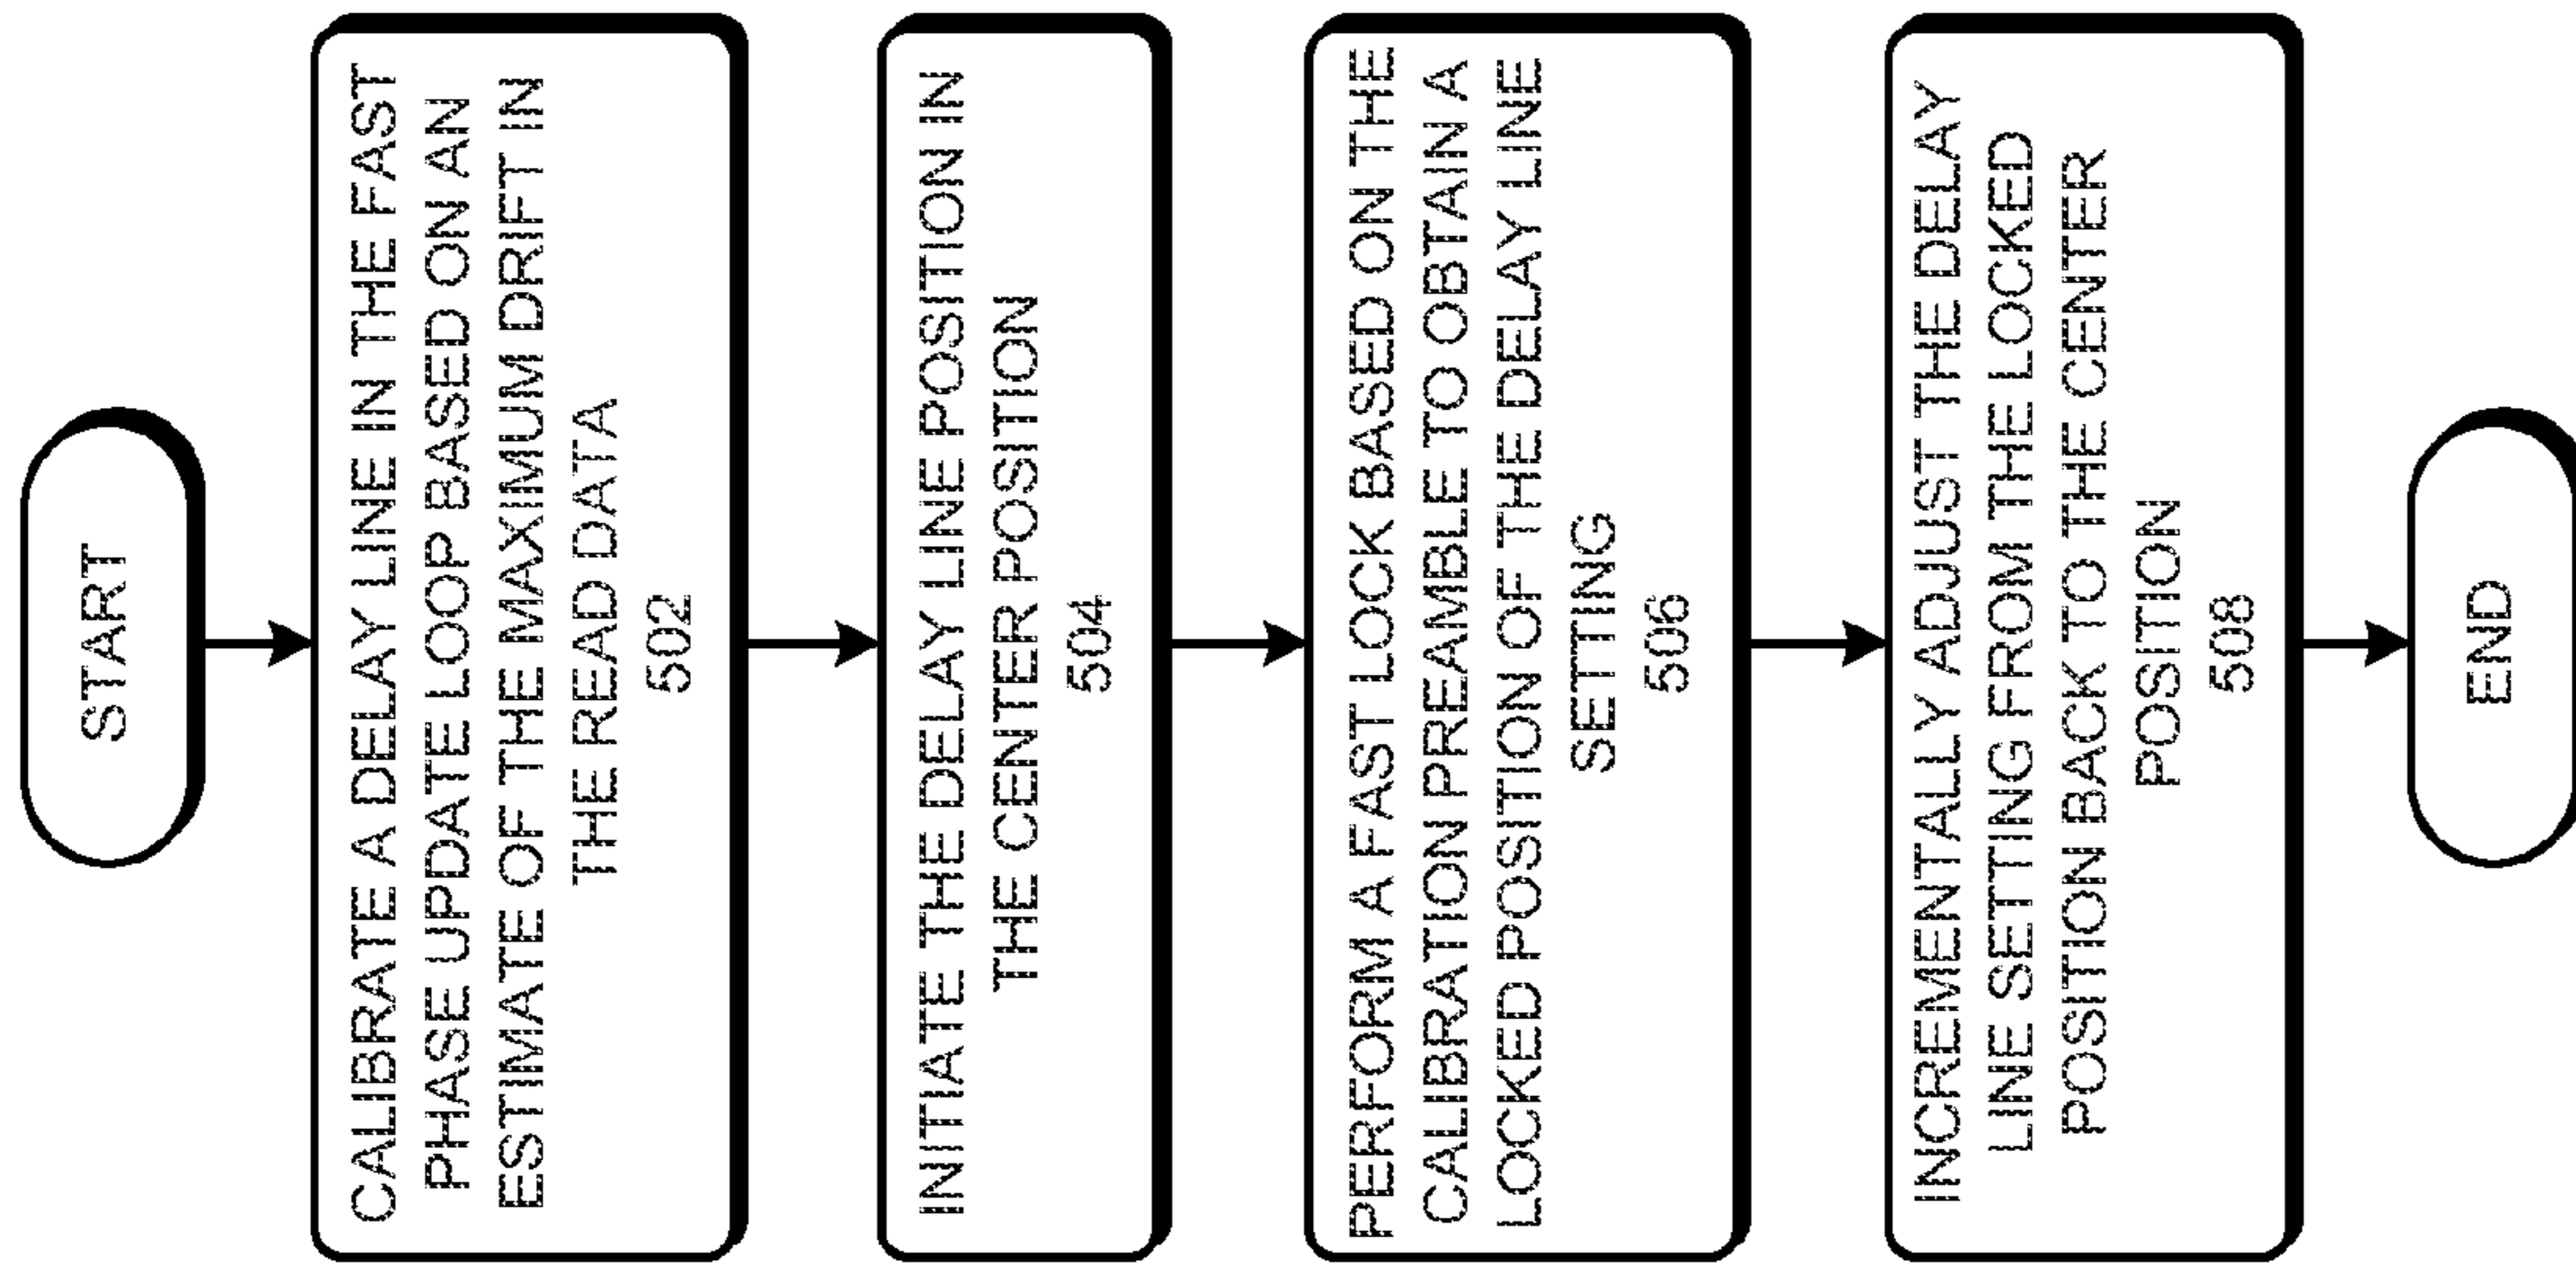 START
CALIBRATE A DELAY LINE IN THE FAST
PHASE UPDATE LOOP BASED ON AN
ESTIMATE OF THE MAXIMUM DRIFT IN
THE READ DATA
502
INITIATE THE DELAY LINE POSITION IN
THE CENTER POSITION
504
PERFORM A FAST LOCK BASED ON THE
CALIBRATION PREAMBLE TO OBTAIN A
LOCKED POSITION OF THE DELAY LINE
SETTING
506
INCREMENTALLY ADJUST THE DELAY
LINE SETTING FROM THE LOCKED
POSITION BACK TO THE CENTER
POSITION
508
END